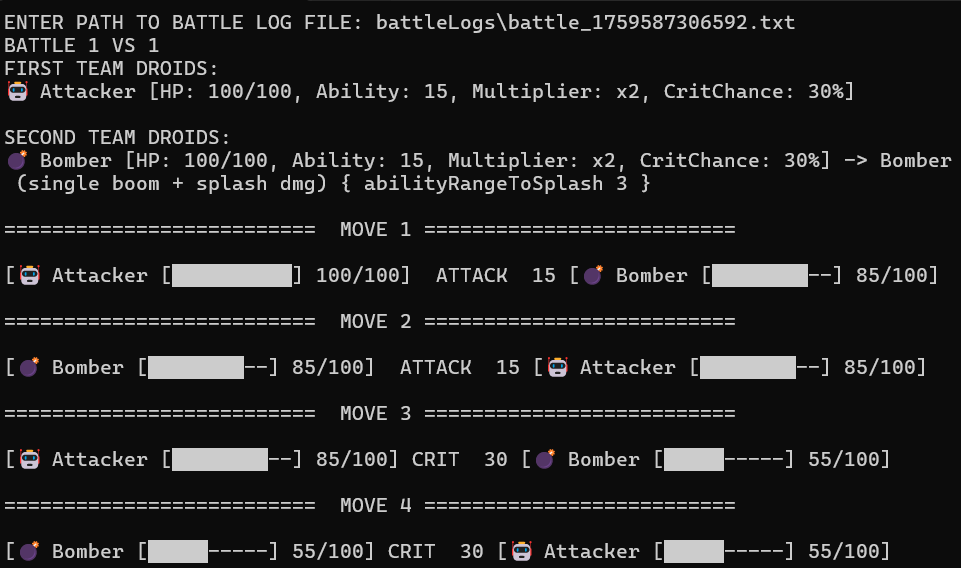 ENTER PATH TO BATTLE LOG FILE: battleLogs\battle_1759587306592.txt
BATTLE 1 VS 1
FIRST TEAM DROIDS:
🤖 Attacker [HP: 100/100, Ability: 15, Multiplier: x2, CritChance: 30%]
SECOND TEAM DROIDS:
💣 Bomber [HP: 100/100, Ability: 15, Multiplier: x2, CritChance: 30%] -> Bomber
(single boom + splash dmg) { abilityRangeToSplash 3 }
========================== MOVE 1 ==========================
[🤖 Attacker [██████████] 100/100] ATTACK 15 [💣 Bomber [████████--] 85/100]
========================== MOVE 2 ==========================
[💣 Bomber [████████--] 85/100] ATTACK 15 [🤖 Attacker [████████--] 85/100]
========================== MOVE 3 ==========================
[🤖 Attacker [████████--] 85/100] CRIT 30 [💣 Bomber [█████-----] 55/100]
========================== MOVE 4 ==========================
[💣 Bomber [█████-----] 55/100] CRIT 30 [🤖 Attacker [█████-----] 55/100]